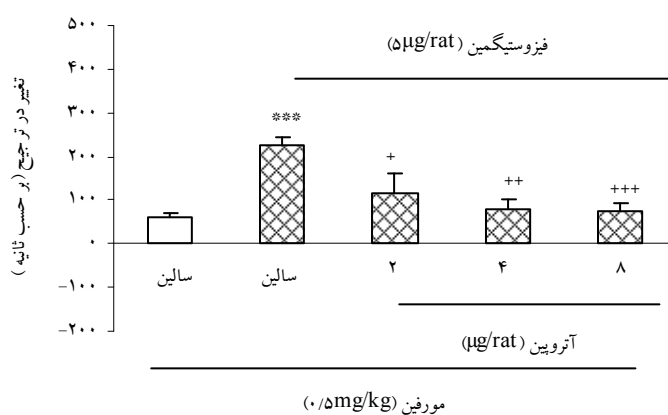 ۵۰۰
فیزوستیگمین (۵µg/rat)
۴۰۰
۳۰۰
***
۲۰۰
+
++
+++
۱۰۰
۰
سالین سالین ۲ ۴ ۸
-۱۰۰
-۲۰۰
تغییر در ترجیح (بر حسب ثانیه)
آتروپین (µg/rat)
مورفین (۰/۵mg/kg)